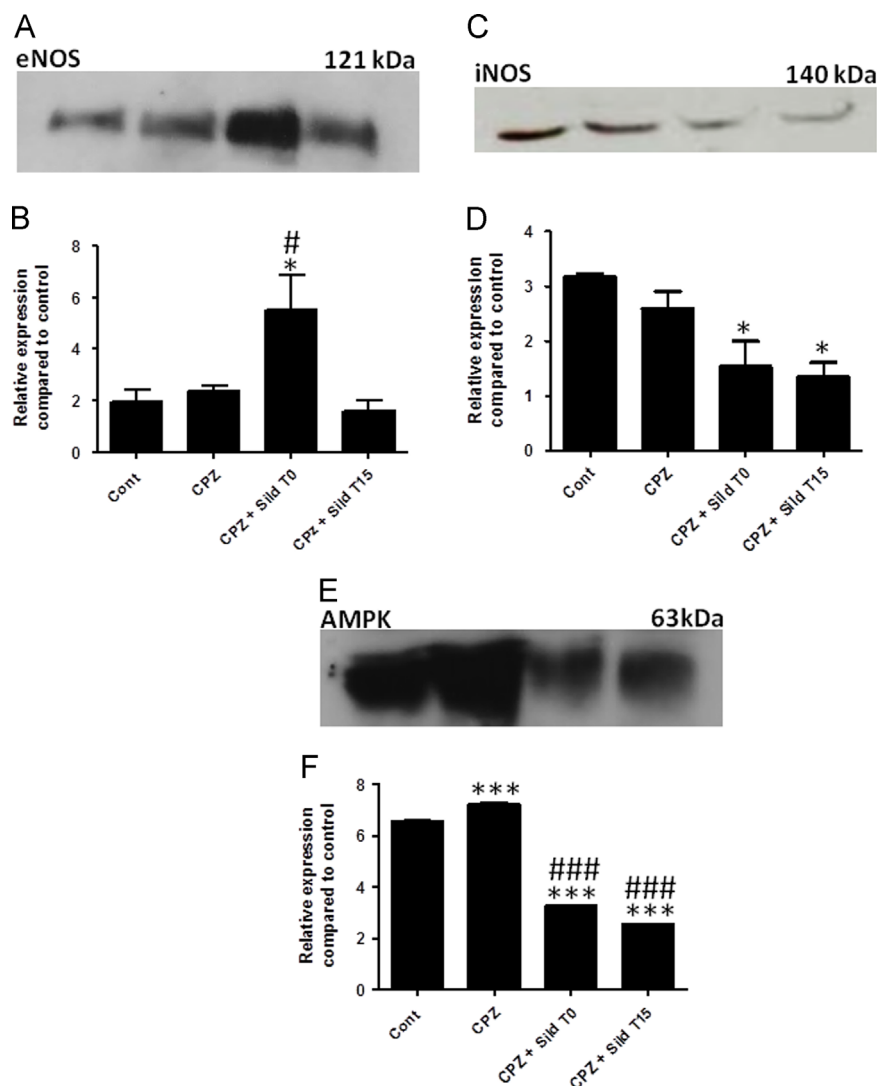 A
eNOS 121 kDa
C
iNOS 140 kDa
B
Relative expression
compared to control
8
6
4
2
0
#
*
Cont
CPZ
CPZ + Sild T0
CPZ + Sild T15
D
Relative expression
compared to control
4
3
2
1
0
*
*
Cont
CPZ
CPZ + Sild T0
CPZ + Sild T15
E
AMPK 63kDa
F
Relative expression
compared to control
8
6
4
2
0
***
###
***
###
***
Cont
CPZ
CPZ + Sild T0
CPZ + Sild T15